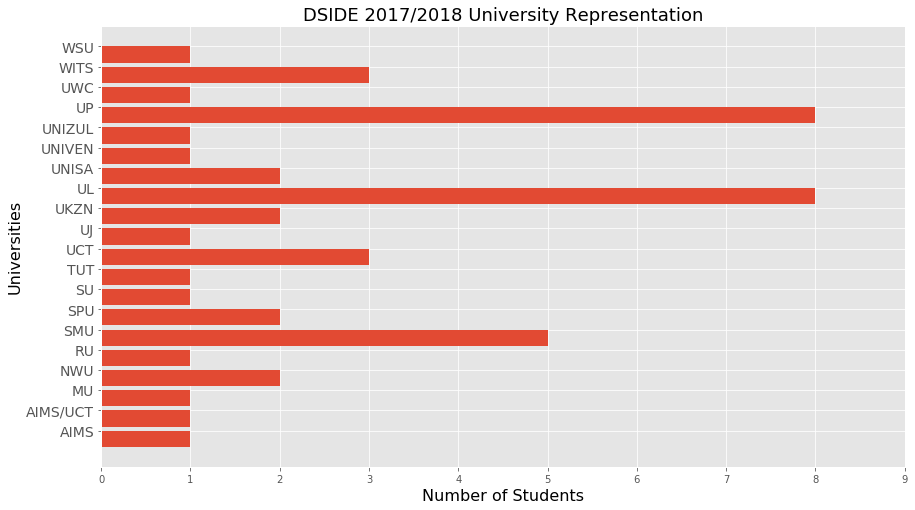 DSIDE 2017/2018 University Representation
Universities
WSU
WITS
UWC
UP
UNIZUL
UNIVEN
UNISA
UL
UKZN
UJ
UCT
TUT
SU
SPU
SMU
RU
NWU
MU
AIMS/UCT
AIMS
0 1 2 3 4 5 6 7 8 9
Number of Students